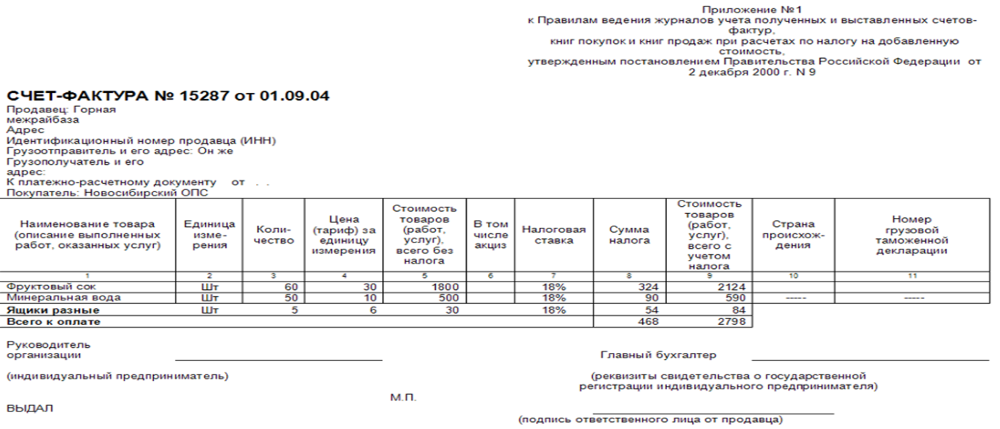 Приложение №1
к Правилам ведения журналов учета полученных и выставленных счетов-
фактур,
книг покупок и книг продаж при расчетах по налогу на добавленную
стоимость,
утвержденным постановлением Правительства Российской Федерации от
2 декабря 2000 г. N 9
СЧЕТ-ФАКТУРА № 15287 от 01.09.04
Продавец: Горная
межрайбаза
Адрес
Идентификационный номер продавца (ИНН)
Грузоотправитель и его адрес: Он же
Грузополучатель и его
адрес:
К платежно-расчетному документу от . .
Покупатель: Новосибирский ОПС
Наименование товара
(описание выполненных
работ, оказанных услуг)
Единица
изме-
рения
Коли-
чество
Цена
(тариф) за
единицу
измерения
Стоимость
товаров
(работ,
услуг),
всего без
налога
В том
числе
акциз
Налоговая
ставка
Сумма
налога
Стоимость
товаров
(работ,
услуг),
всего с
учетом
налога
Страна
происхож-
дения
Номер
грузовой
таможенной
декларации
1 2 3 4 5 6 7 8 9 10 11
Фруктовый сок Шт 60 30 1800 18% 324 2124
Минеральная вода Шт 50 10 500 18% 90 590 ----- -----
Ящики разные Шт 5 6 30 18% 54 84
Всего к оплате 468 2798
Руководитель
организации
Главный бухгалтер
(индивидуальный предприниматель)
(реквизиты свидетельства о государственной
регистрации индивидуального предпринимателя)
М.П.
ВЫДАЛ
(подпись ответственного лица от продавца)